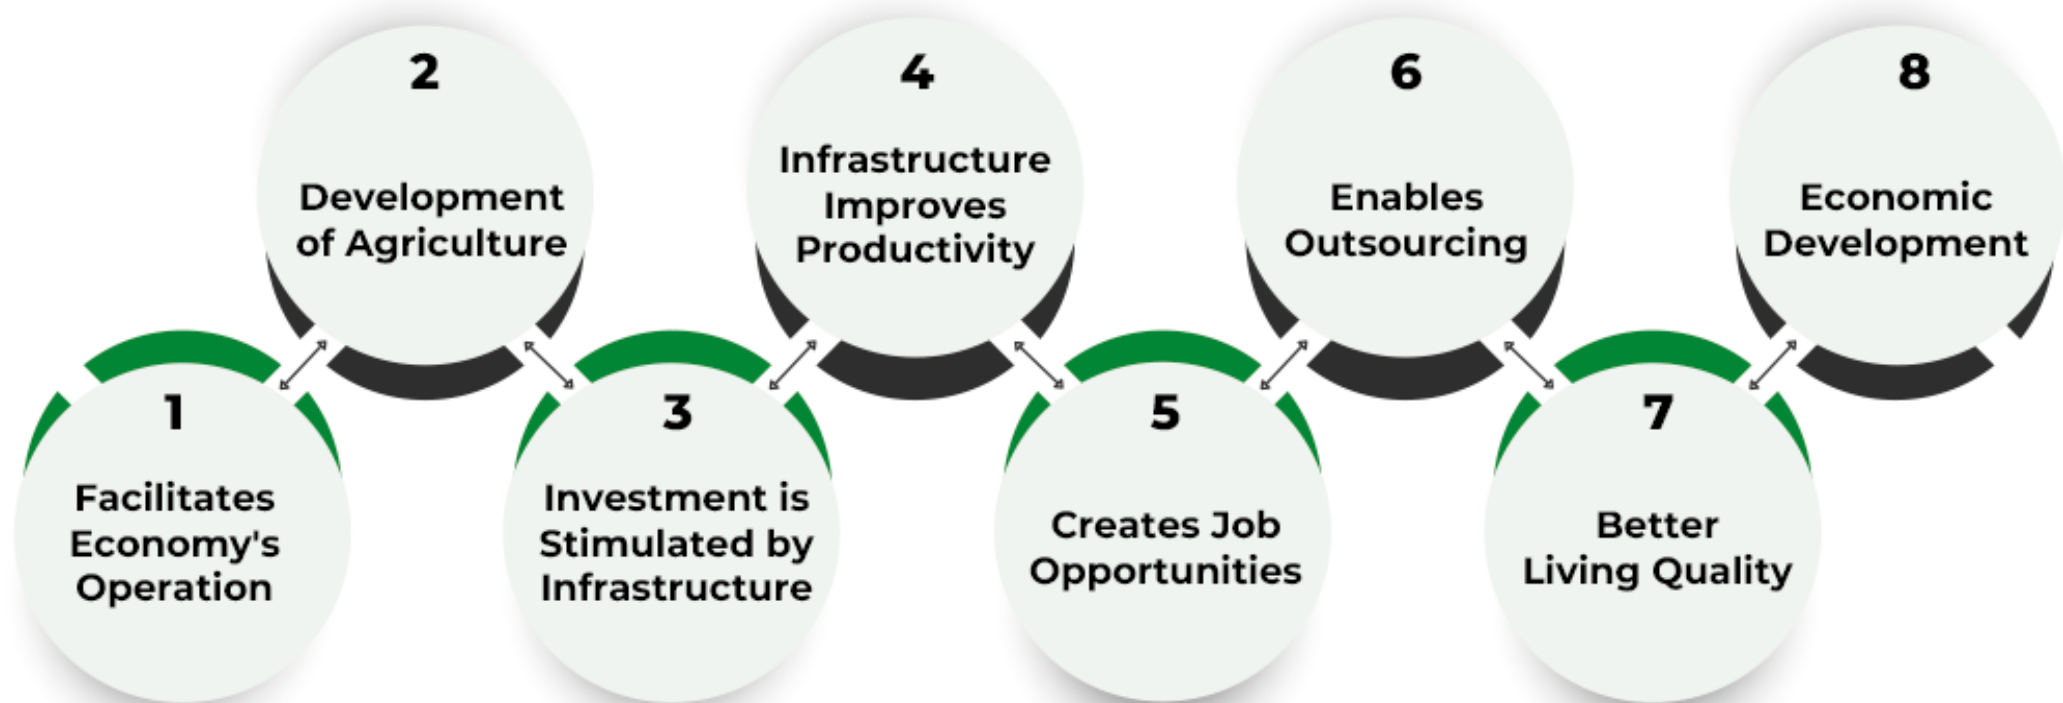 1
Facilitates
Economy's
Operation
2
Development
of Agriculture
3
Investment is
Stimulated by
Infrastructure
4
Infrastructure
Improves
Productivity
5
Creates Job
Opportunities
6
Enables
Outsourcing
7
Better
Living Quality
8
Economic
Development